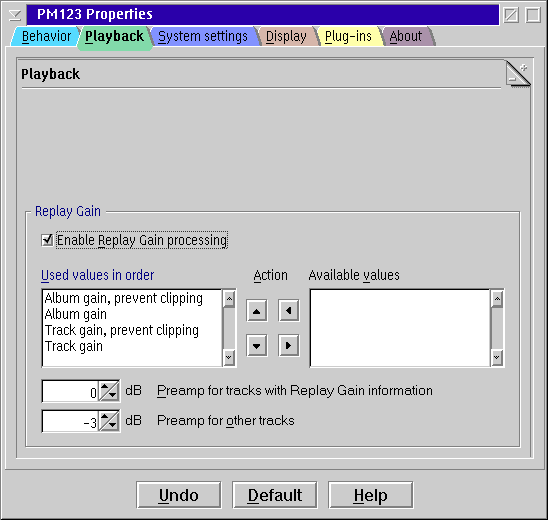 PM123 Properties
Behavior Playback System settings Display Plug-ins About
Playback
- +
Replay Gain
Enable Replay Gain processing
Used values in order Action Available values
Album gain, prevent clipping
Album gain
Track gain, prevent clipping
Track gain
0 dB Preamp for tracks with Replay Gain information
-3 dB Preamp for other tracks
Undo Default Help